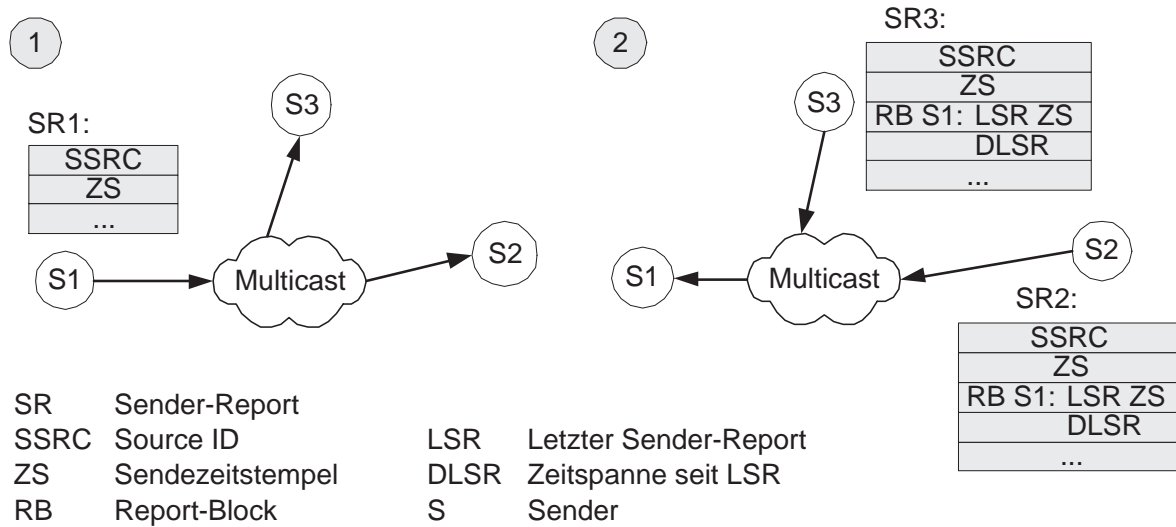 1
S3
SR1:
SSRC
ZS
...
S1
Multicast
S2
2
SR3:
SSRC
ZS
RB S1: LSR ZS
DLSR
...
S3
S1
Multicast
S2
SR2:
SSRC
ZS
RB S1: LSR ZS
DLSR
...
SR Sender-Report
SSRC Source ID
ZS Sendezeitstempel
RB Report-Block
LSR Letzter Sender-Report
DLSR Zeitspanne seit LSR
S Sender